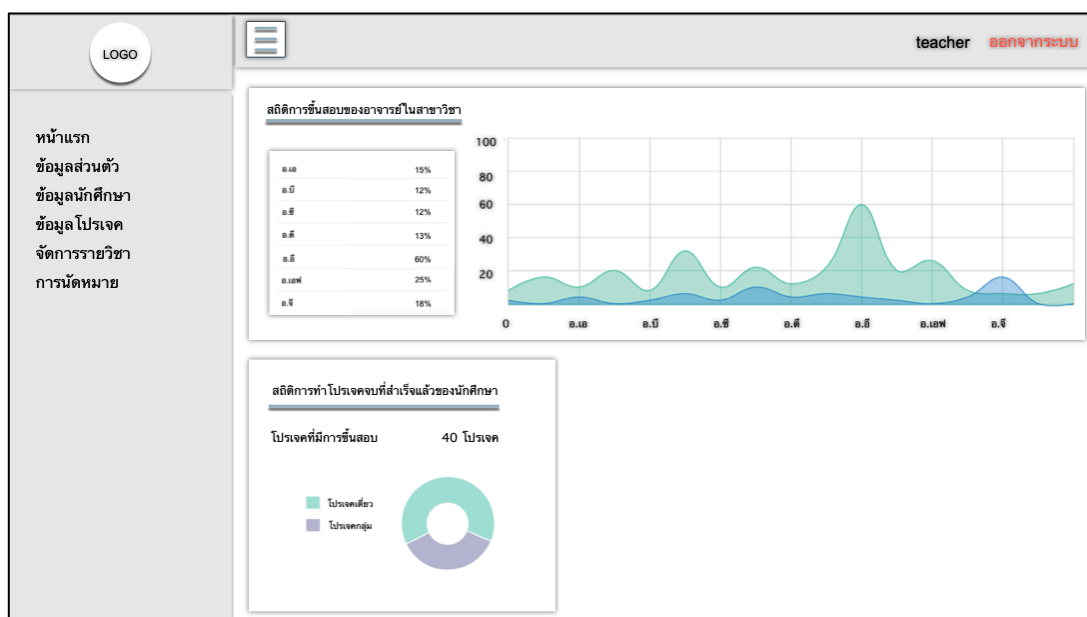 LOGO
teacher ออกจากระบบ
หน้าแรก
ข้อมูลส่วนตัว
ข้อมูลนักศึกษา
ข้อมูลโปรเจค
จัดการรายวิชา
การนัดหมาย
สถิติการขึ้นสอบของอาจารย์ในสาขาวิชา
อ.เอ 15%
อ.บี 12%
อ.ซี 12%
อ.ดี 13%
อ.อี 60%
อ.เอฟ 25%
อ.จี 18%
100
80
60
40
20
0 อ.เอ อ.บี อ.ซี อ.ดี อ.อี อ.เอฟ อ.จี
สถิติการทำโปรเจคจบที่สำเร็จแล้วของนักศึกษา
โปรเจคที่มีการขึ้นสอบ 40 โปรเจค
โปรเจคเดี่ยว
โปรเจคกลุ่ม